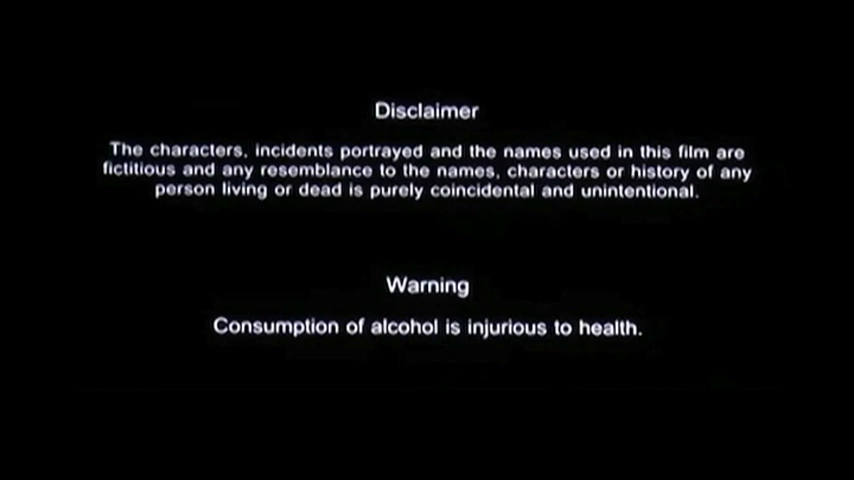 Disclaimer
The characters, incidents portrayed and the names used in this film are
fictitious and any resemblance to the names, characters or history of any
person living or dead is purely coincidental and unintentional.
Warning
Consumption of alcohol is injurious to health.